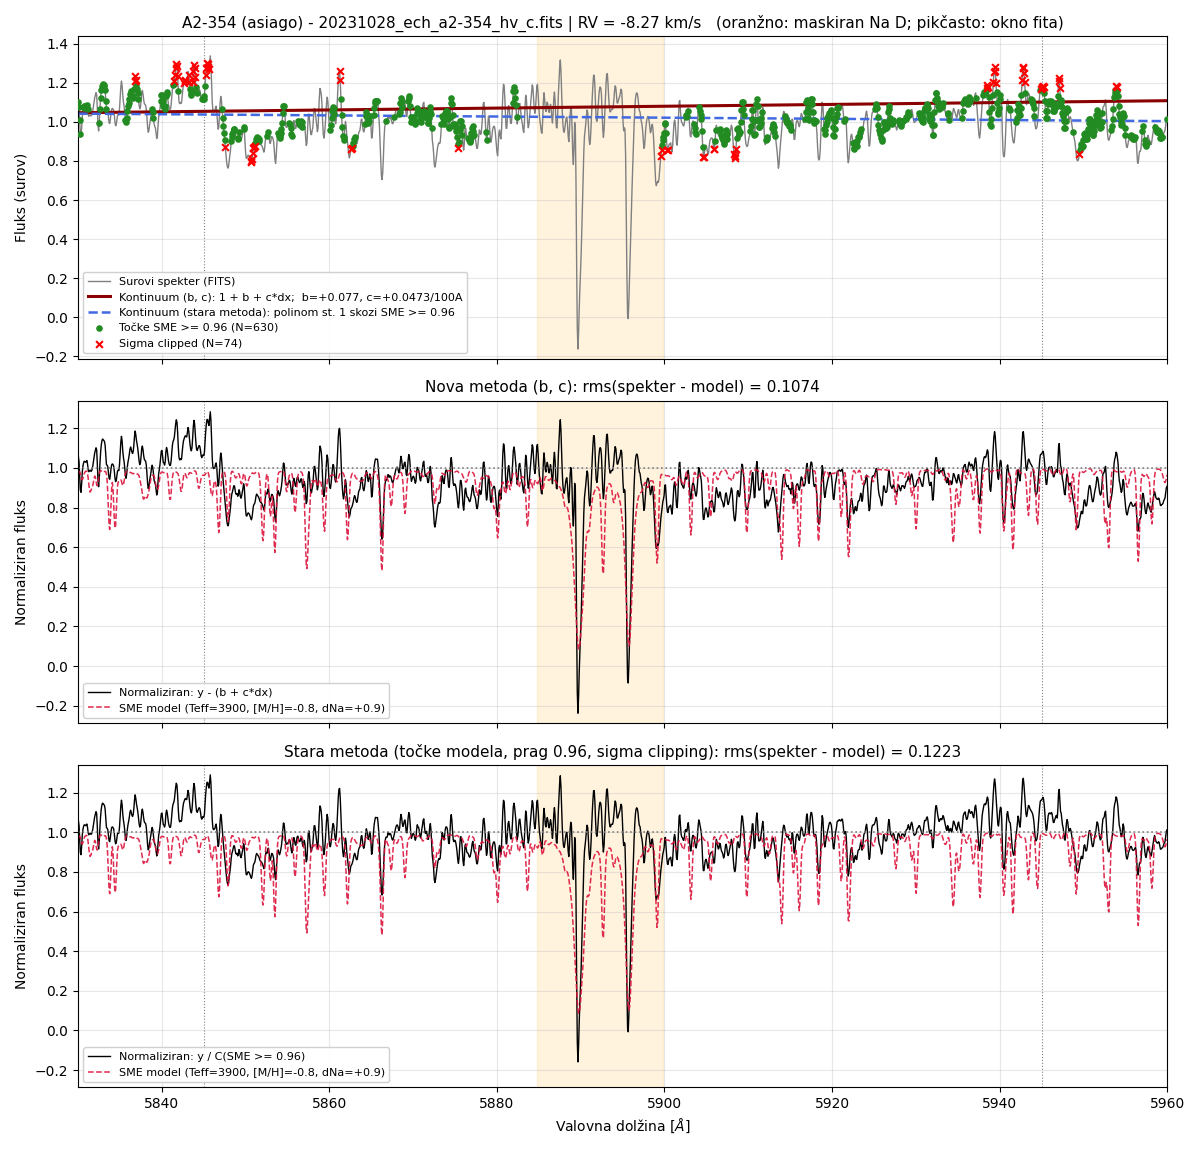 A2-354 (asiago) - 20231028_ech_a2-354_hv_c.fits | RV = -8.27 km/s   (oranžno: maskiran Na D; pikčasto: okno fita)
1.4
1.2
1.0
0.8
0.6
0.4
0.2
0.0
−0.2
Fluks (surov)
Surovi spekter (FITS)
Kontinuum (b, c): 1 + b + c*dx;  b=+0.077, c=+0.0473/100A
Kontinuum (stara metoda): polinom st. 1 skozi SME >= 0.96
Točke SME >= 0.96 (N=630)
Sigma clipped (N=74)
Nova metoda (b, c): rms(spekter - model) = 0.1074
1.2
1.0
0.8
0.6
0.4
0.2
0.0
−0.2
Normaliziran fluks
Normaliziran: y - (b + c*dx)
SME model (Teff=3900, [M/H]=-0.8, dNa=+0.9)
Stara metoda (točke modela, prag 0.96, sigma clipping): rms(spekter - model) = 0.1223
1.2
1.0
0.8
0.6
0.4
0.2
0.0
−0.2
Normaliziran fluks
Normaliziran: y / C(SME >= 0.96)
SME model (Teff=3900, [M/H]=-0.8, dNa=+0.9)
5840 5860 5880 5900 5920 5940 5960
Valovna dolžina [Å]